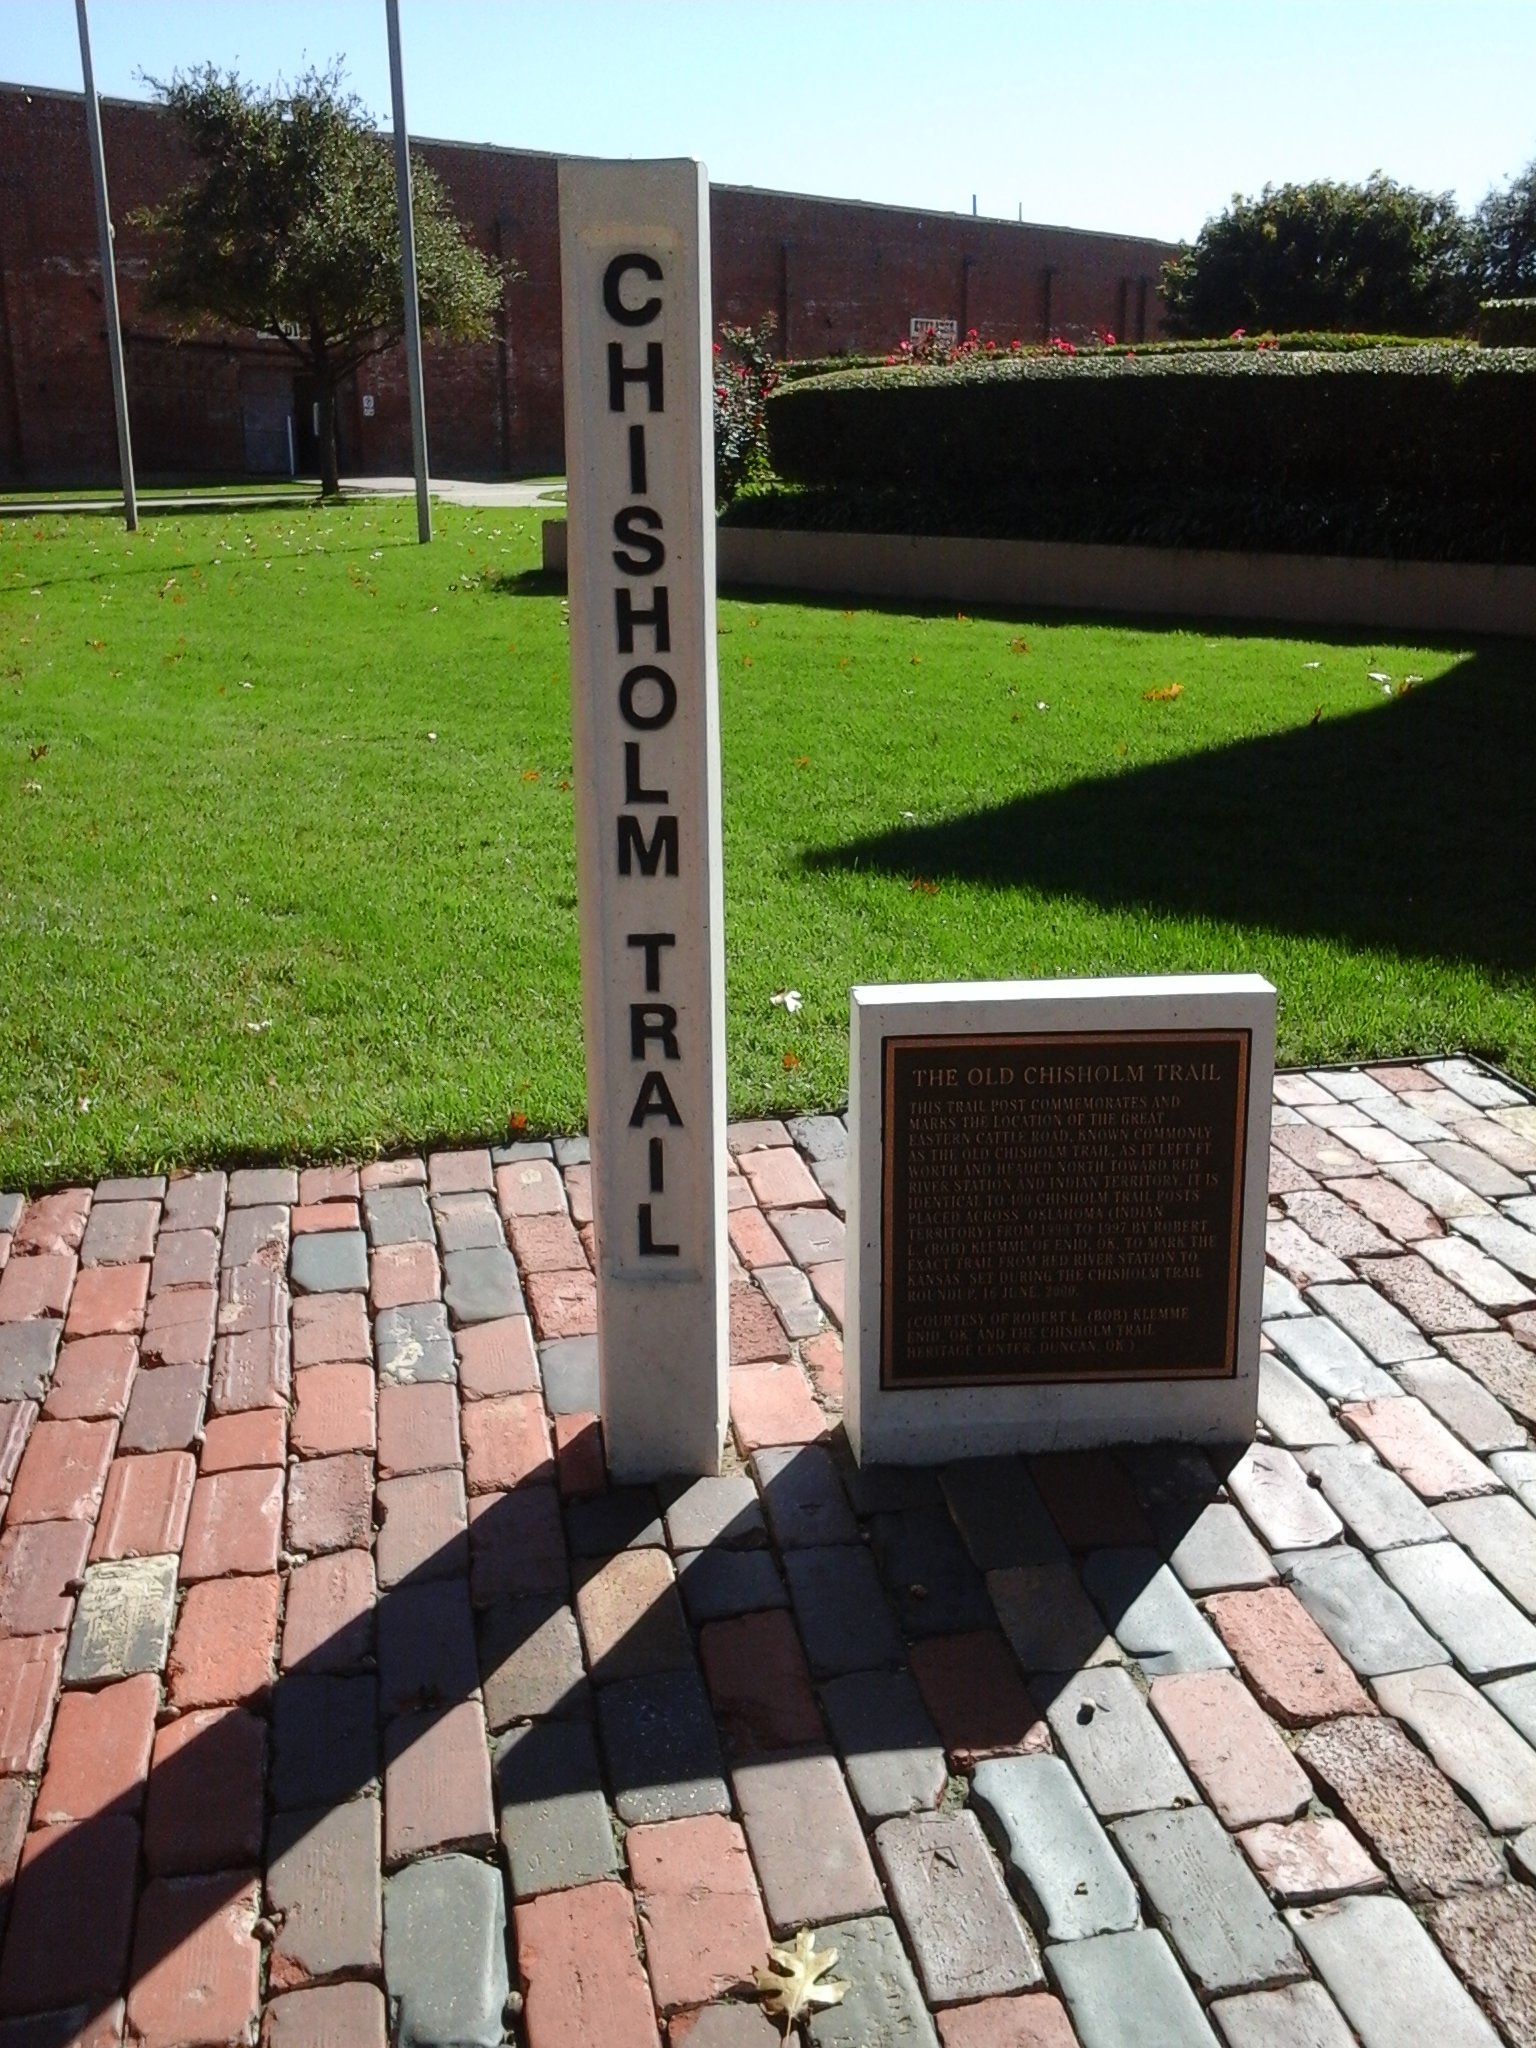 CHISHOLM TRAIL
THE OLD CHISHOLM TRAIL
THIS TRAIL POST COMMEMORATES AND
MARKS THE LOCATION OF THE GREAT
EASTERN CATTLE ROAD, KNOWN COMMONLY
AS THE OLD CHISHOLM TRAIL, AS IT LEFT FT.
WORTH AND HEADED NORTH TOWARD RED
RIVER STATION AND INDIAN TERRITORY. IT IS
IDENTICAL TO 400 CHISHOLM TRAIL POSTS
PLACED ACROSS OKLAHOMA (INDIAN
TERRITORY) FROM 1990 TO 1997 BY ROBERT
L. (BOB) KLEMME OF ENID, OK, TO MARK THE
EXACT TRAIL FROM RED RIVER STATION TO
KANSAS. SET DURING THE CHISHOLM TRAIL
ROUNDUP, 16 JUNE, 2000.
(COURTESY OF ROBERT L. (BOB) KLEMME
ENID, OK. AND THE CHISHOLM TRAIL
HERITAGE CENTER, DUNCAN, OK.)